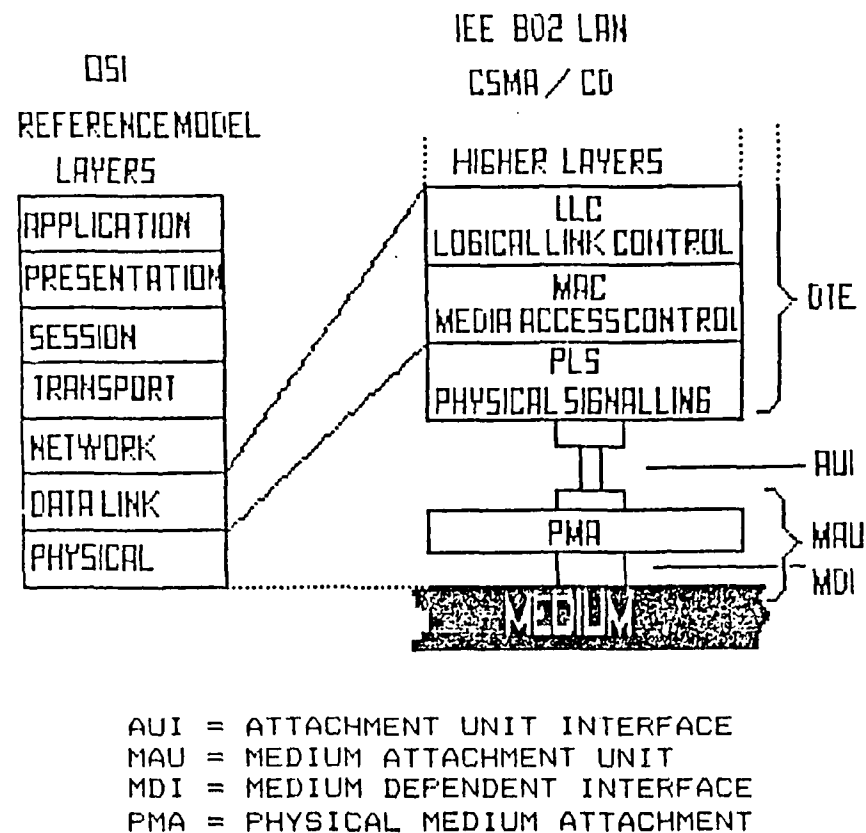 OSI
REFERENCE MODEL
LAYERS
APPLICATION
PRESENTATION
SESSION
TRANSPORT
NETWORK
DATA LINK
PHYSICAL
IEE 802 LAN
CSMA / CD
HIGHER LAYERS
LLC
LOGICAL LINK CONTROL
MAC
MEDIA ACCESS CONTROL
PLS
PHYSICAL SIGNALLING
DTE
AUI
PMA
MAU
MDI
MEDIUM
AUI = ATTACHMENT UNIT INTERFACE
MAU = MEDIUM ATTACHMENT UNIT
MDI = MEDIUM DEPENDENT INTERFACE
PMA = PHYSICAL MEDIUM ATTACHMENT